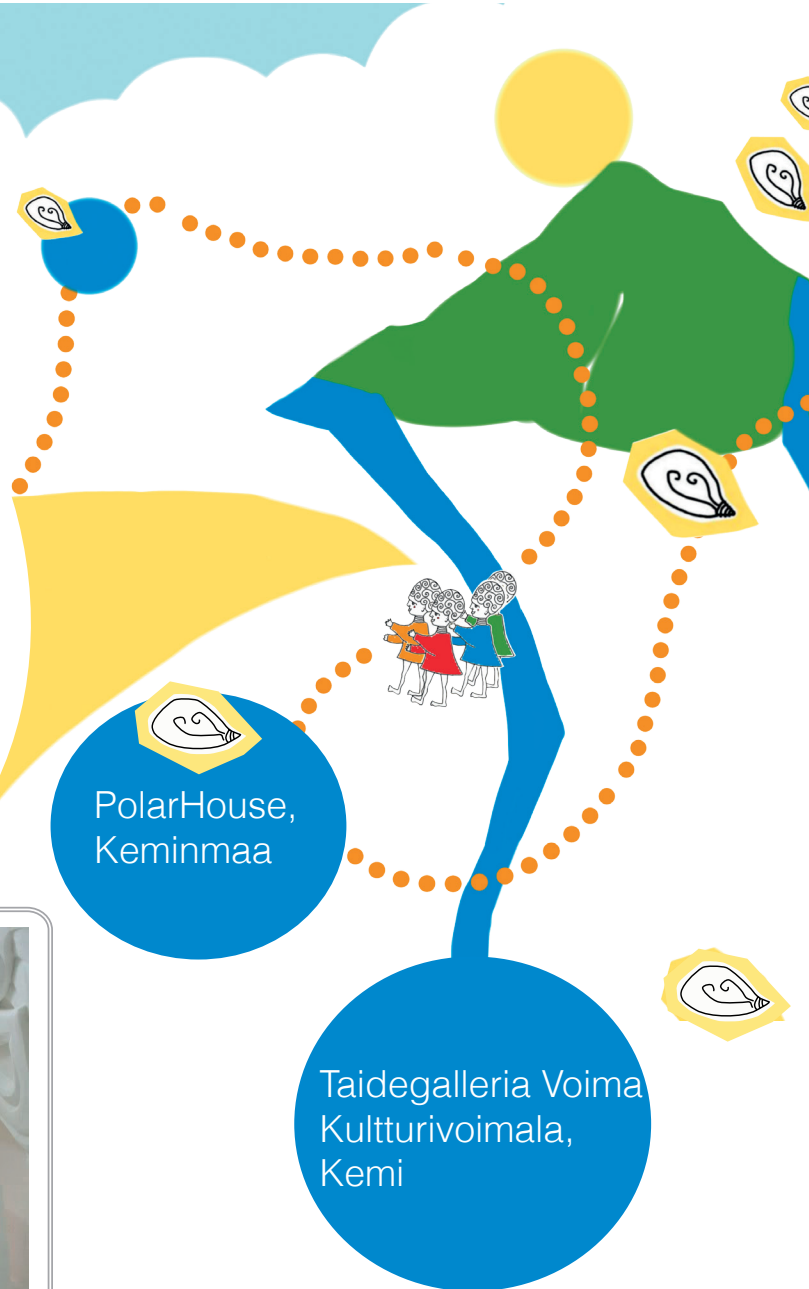 PolarHouse,
Keminmaa
Taidegalleria Voima
Kultturivoimala,
Kemi